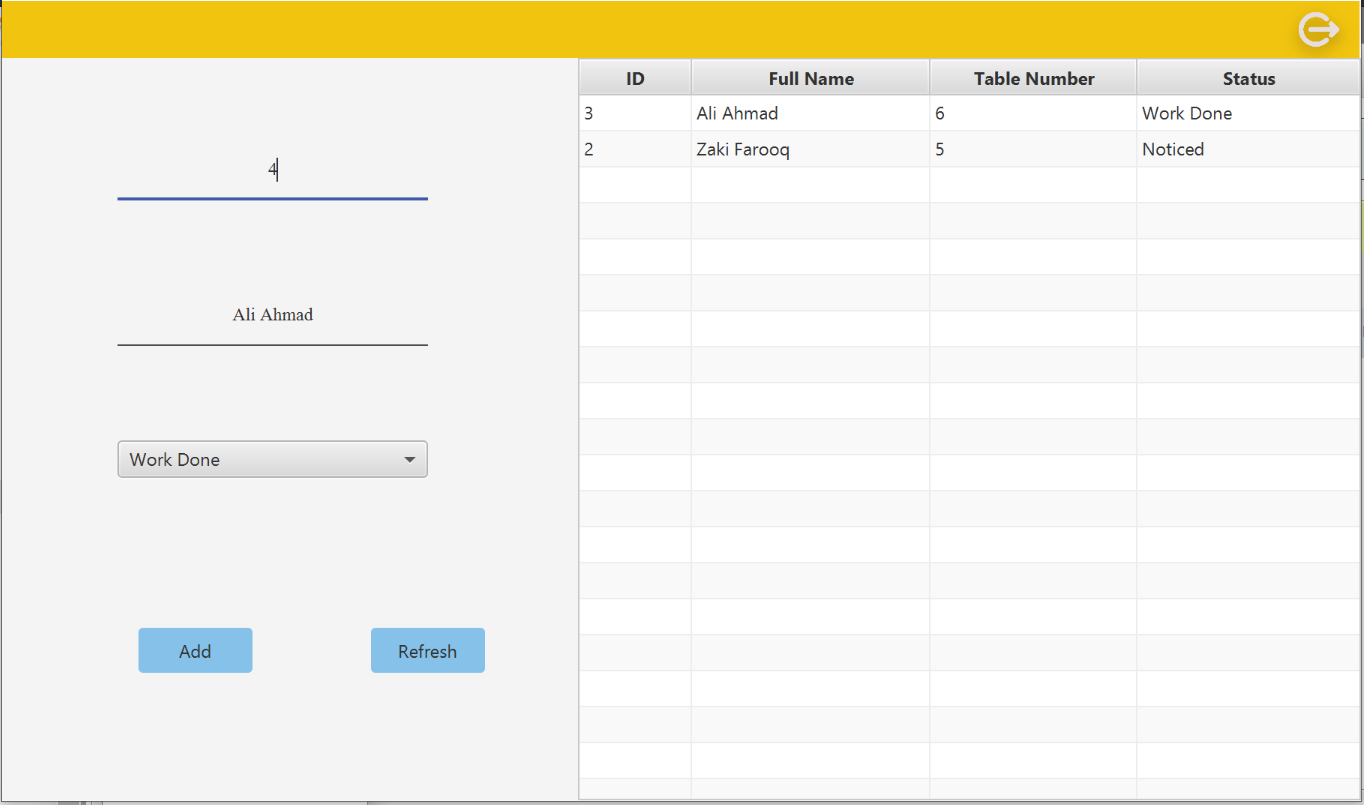 4
Ali Ahmad
Work Done
Add Refresh
ID Full Name Table Number Status
3 Ali Ahmad 6 Work Done
2 Zaki Farooq 5 Noticed